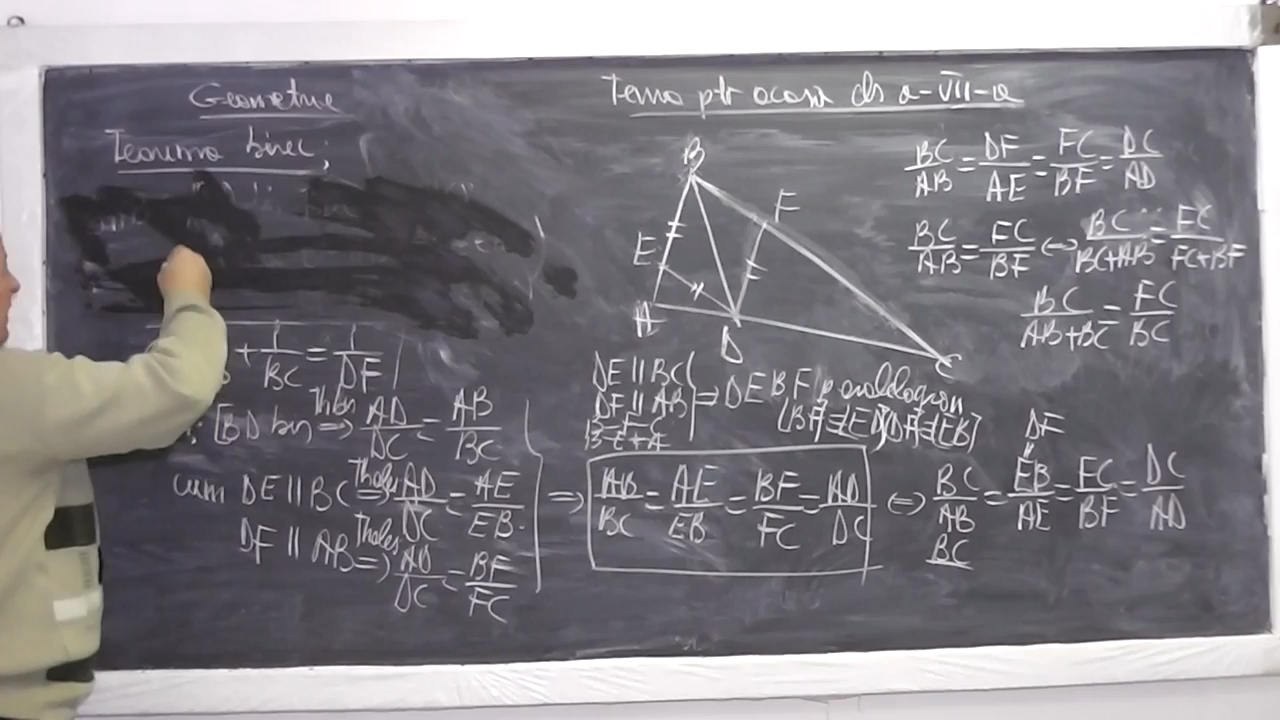 Geometrie
Teorema bisec;
+ 1/BC = 1/DF
[BD bis => Thales AD/DC = AB/BC
cum DE || BC Thales => AD/DC = AE/EB
DF || AB Thales => AD/DC = BF/FC
Tema ptr acasa cls a-VII-a
B
F
E
A
D
C
DE || BC
DF || AB
=> DEBF paralelogram
[BF]≡[ED] [DF]≡[EB]
=> AB/BC = AE/EB = BF/FC = AD/DC <=> BC/AB = EB/AE = FC/BF = DC/AD
DF
BC
BC/AB = DF/AE = FC/BF = DC/AD
BC/AB = FC/BF <=> BC/BC+AB = FC/FC+BF
BC/AB+BC = FC/BC